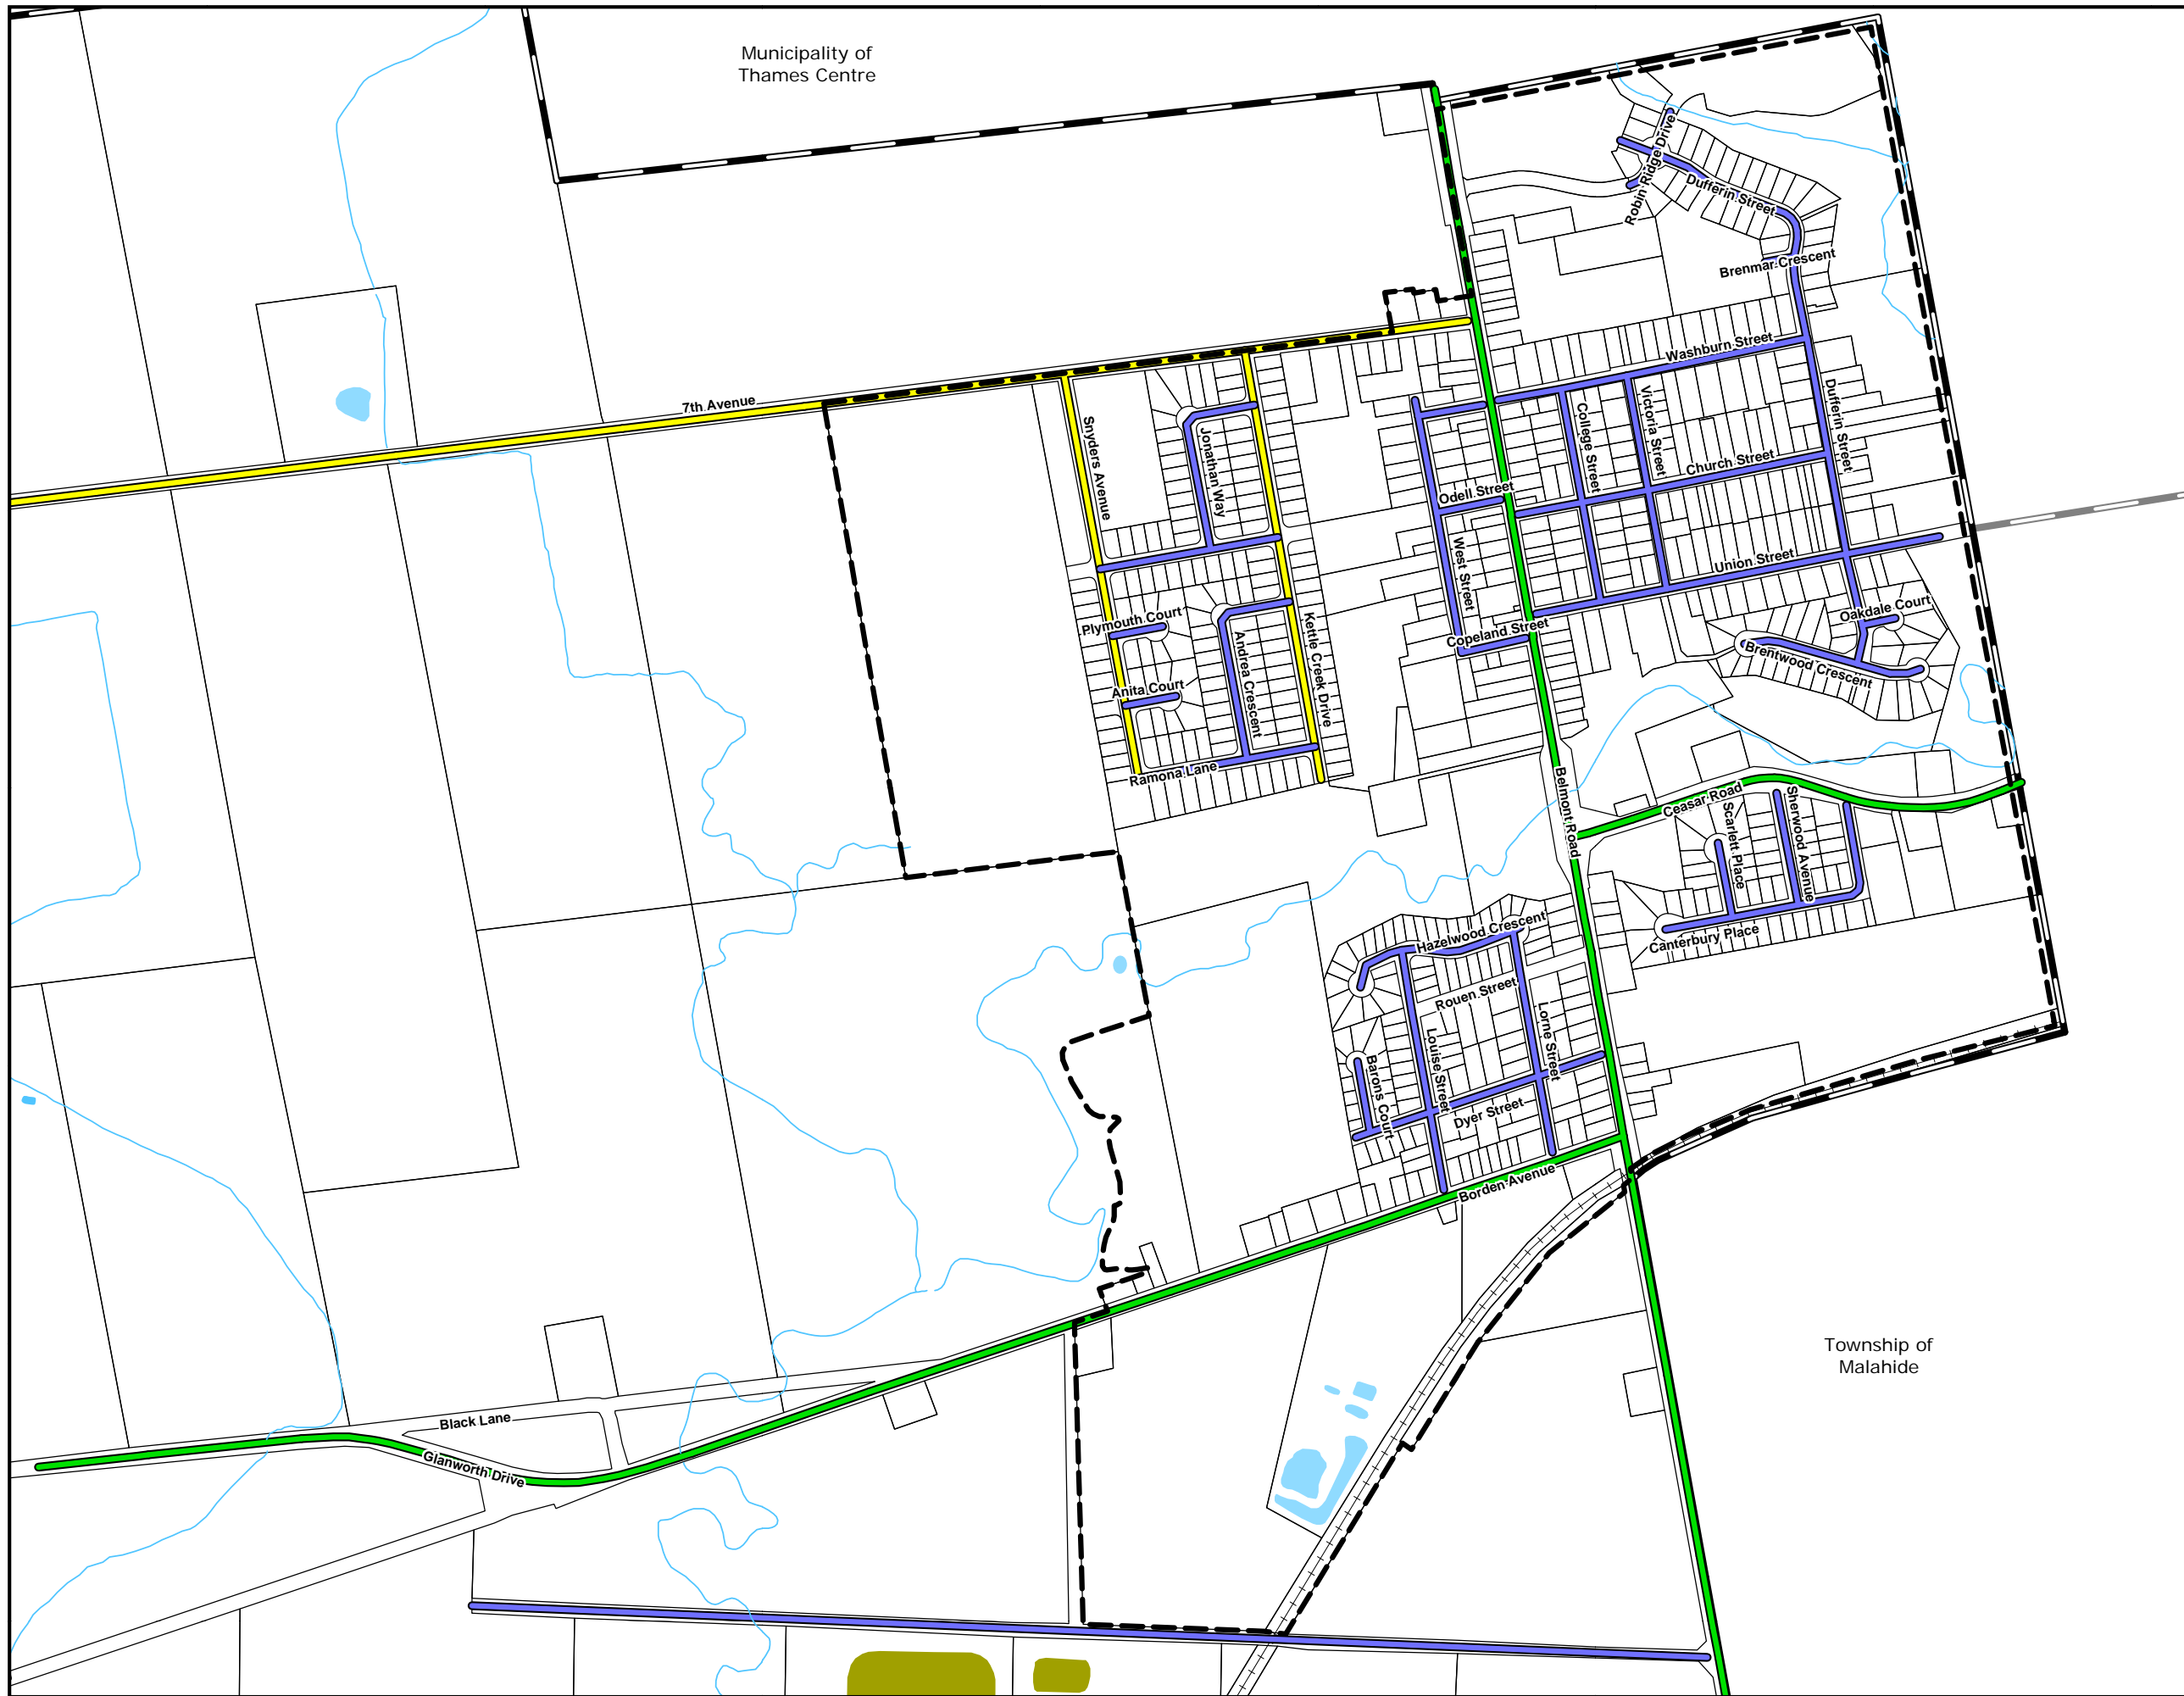 Municipality of
Thames Centre
Robin Ridge Drive
Dufferin Street
Brenmar Crescent
Washburn Street
7th Avenue
Snyders Avenue
Jonathan Way
College Street
Victoria Street
Dufferin Street
Church Street
Odell Street
West Street
Union Street
Copeland Street
Oakdale Court
Brentwood Crescent
Plymouth Court
Anita Court
Andrea Crescent
Kettle Creek Drive
Ramona Lane
Belmont Road
Ceasar Road
Scarlett Place
Sherwood Avenue
Canterbury Place
Hazelwood Crescent
Rouen Street
Lorne Street
Louise Street
Barons Court
Dyer Street
Borden Avenue
Township of
Malahide
Black Lane
Glanworth Drive